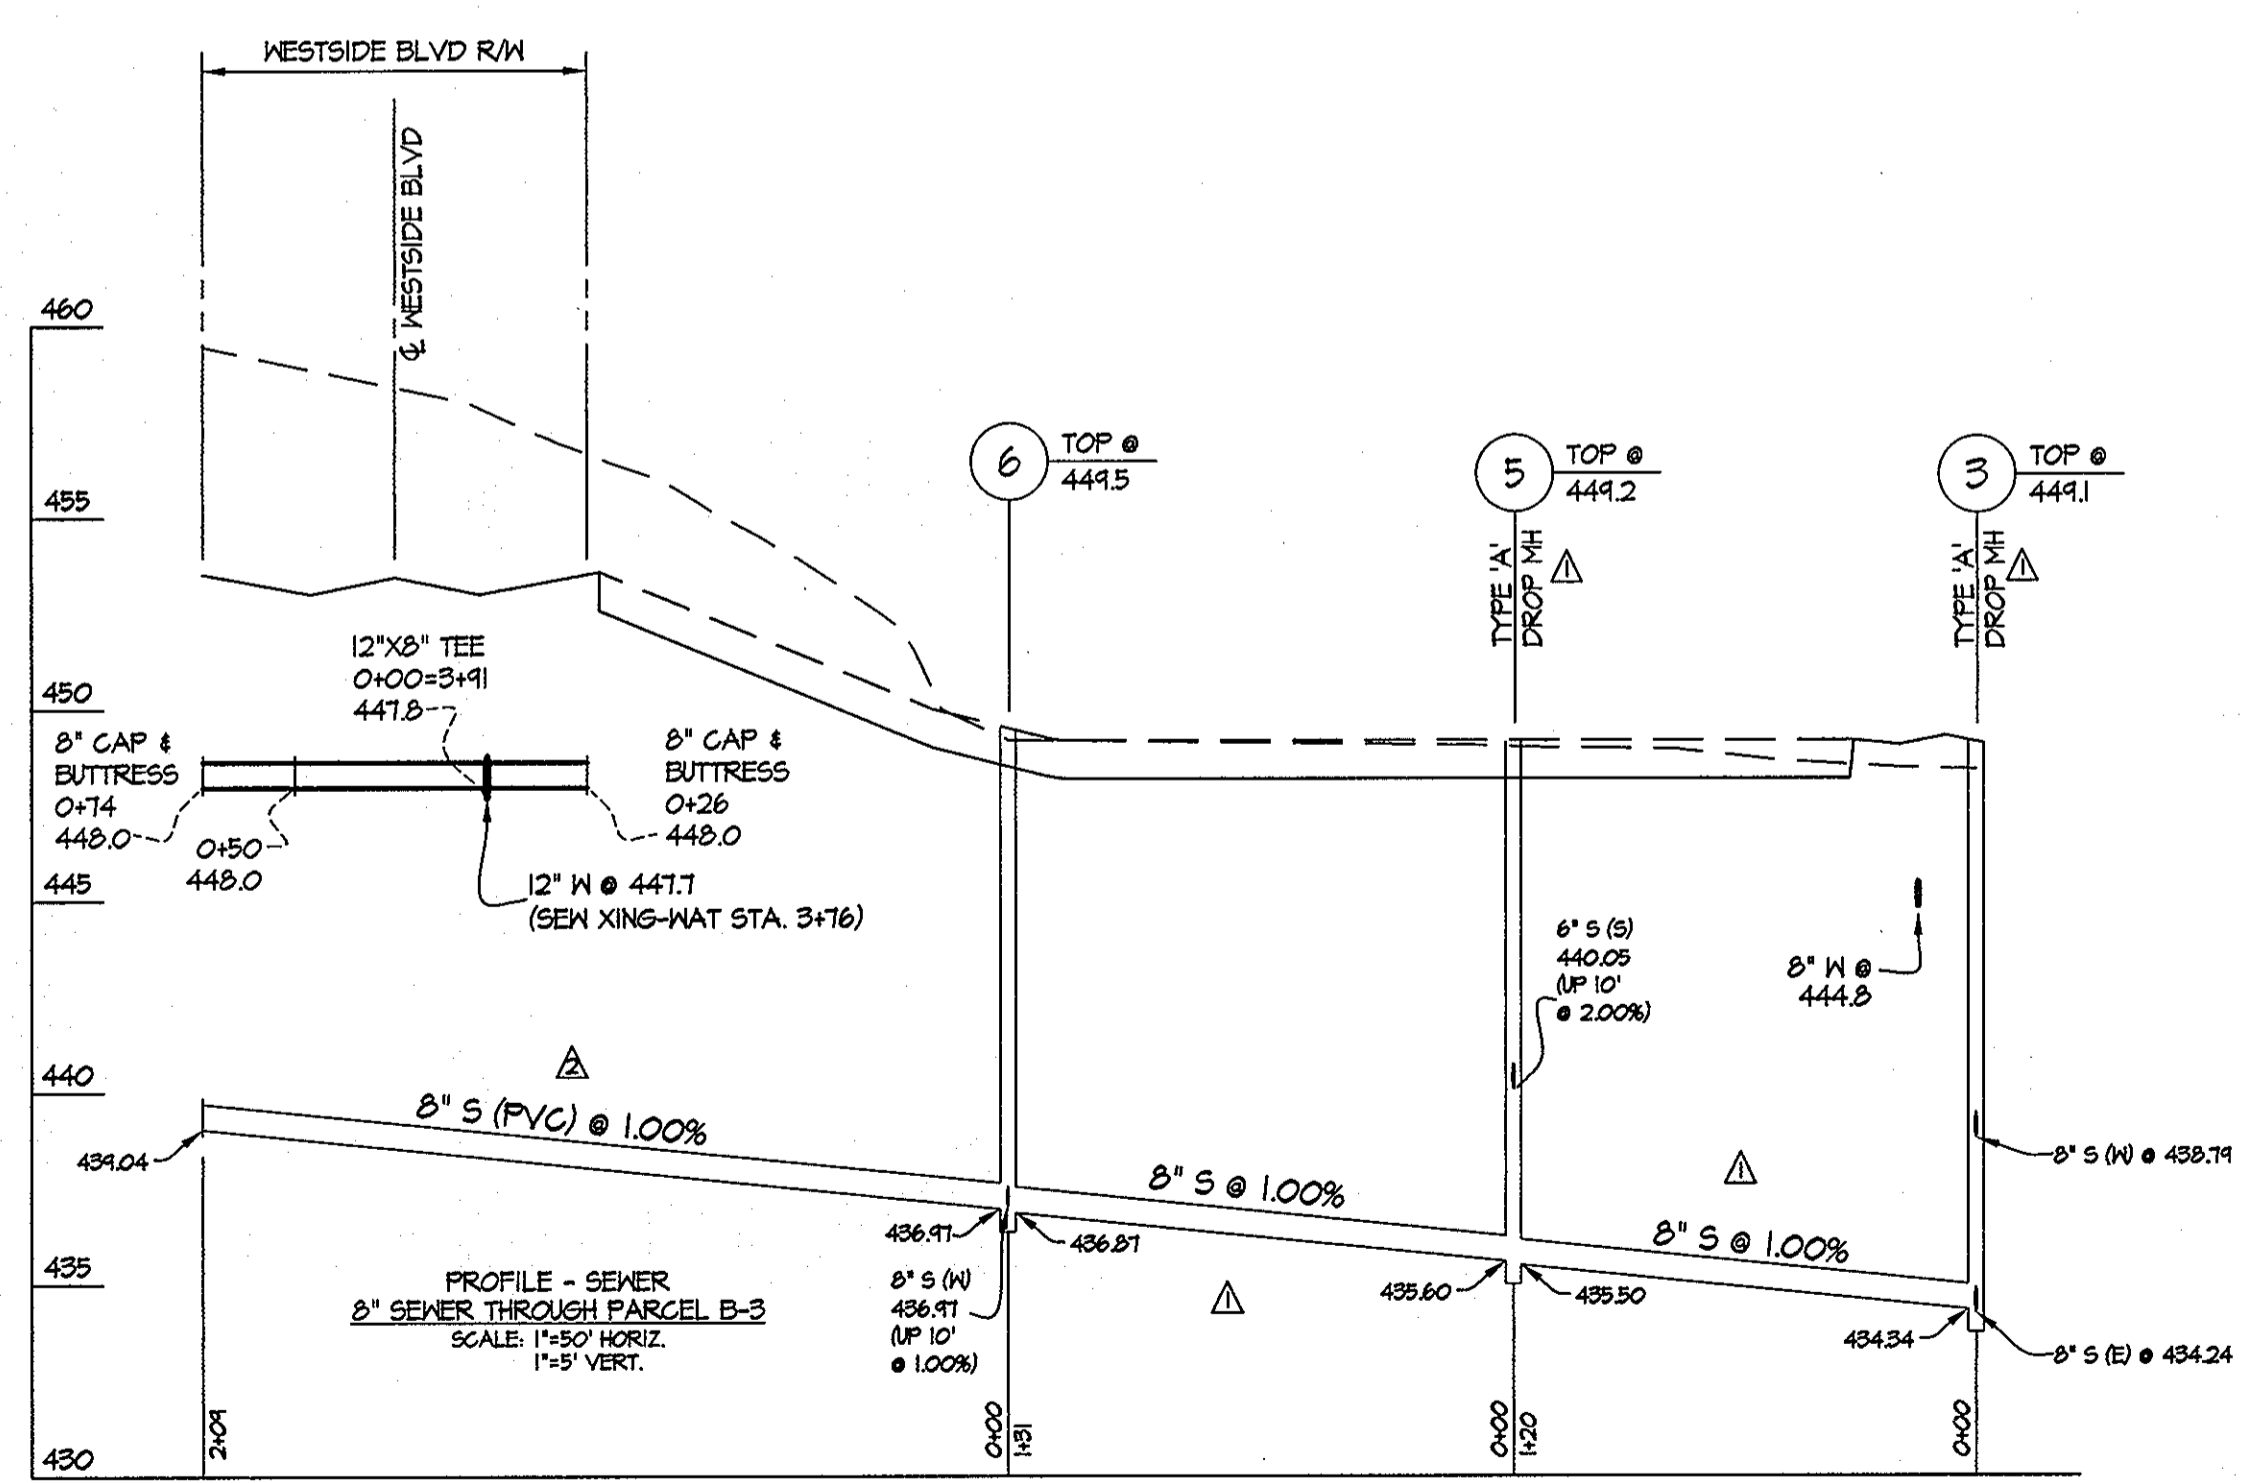 WESTSIDE BLVD R/W
℄ WESTSIDE BLVD
460
455
450
445
440
435
430
6
TOP @
449.5
5
TOP @
449.2
TYPE 'A'
DROP MH
1
3
TOP @
449.1
TYPE 'A'
DROP MH
1
12"X8" TEE
0+00=3+91
447.8
8" CAP &
BUTTRESS
0+74
448.0
0+50
448.0
8" CAP &
BUTTRESS
0+26
448.0
12" W @ 447.7
(SEW XING-WAT STA. 3+76)
6" S (S)
440.05
(UP 10'
@ 2.00%)
8" W @
444.8
2
8" S (PVC) @ 1.00%
439.04
8" S @ 1.00%
1
8" S @ 1.00%
8" S (W) @ 438.79
436.97
436.87
8" S (W)
436.97
(UP 10'
@ 1.00%)
1
435.60
435.50
434.34
8" S (E) @ 434.24
PROFILE - SEWER
8" SEWER THROUGH PARCEL B-3
SCALE: 1"=50' HORIZ.
1"=5' VERT.
2+09
0+00
1+31
0+00
1+20
0+00